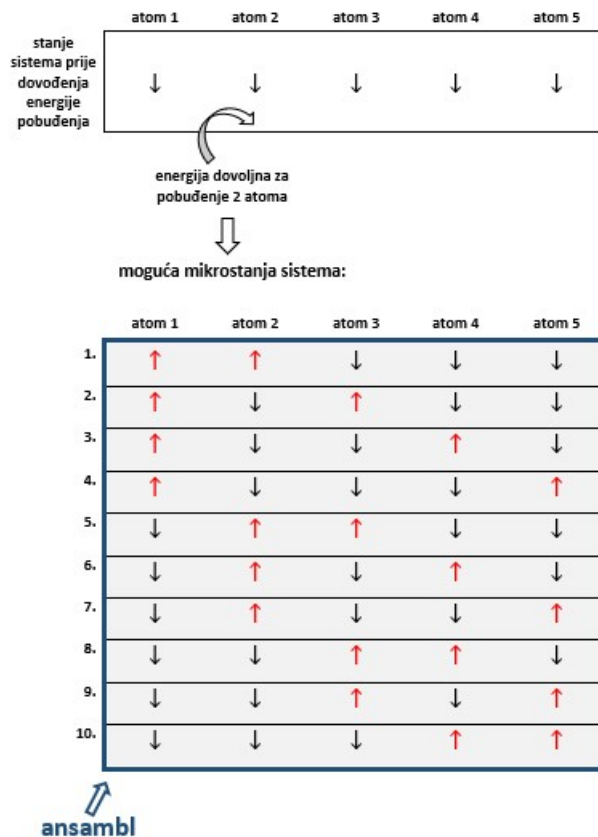 atom 1 atom 2 atom 3 atom 4 atom 5
stanje
sistema prije
dovođenja
energije
pobuđenja
↓ ↓ ↓ ↓ ↓
energija dovoljna za
pobuđenje 2 atoma
moguća mikrostanja sistema:
atom 1 atom 2 atom 3 atom 4 atom 5
1. ↑ ↑ ↓ ↓ ↓
2. ↑ ↓ ↑ ↓ ↓
3. ↑ ↓ ↓ ↑ ↓
4. ↑ ↓ ↓ ↓ ↑
5. ↓ ↑ ↑ ↓ ↓
6. ↓ ↑ ↓ ↑ ↓
7. ↓ ↑ ↓ ↓ ↑
8. ↓ ↓ ↑ ↑ ↓
9. ↓ ↓ ↑ ↓ ↑
10. ↓ ↓ ↓ ↑ ↑
ansambl